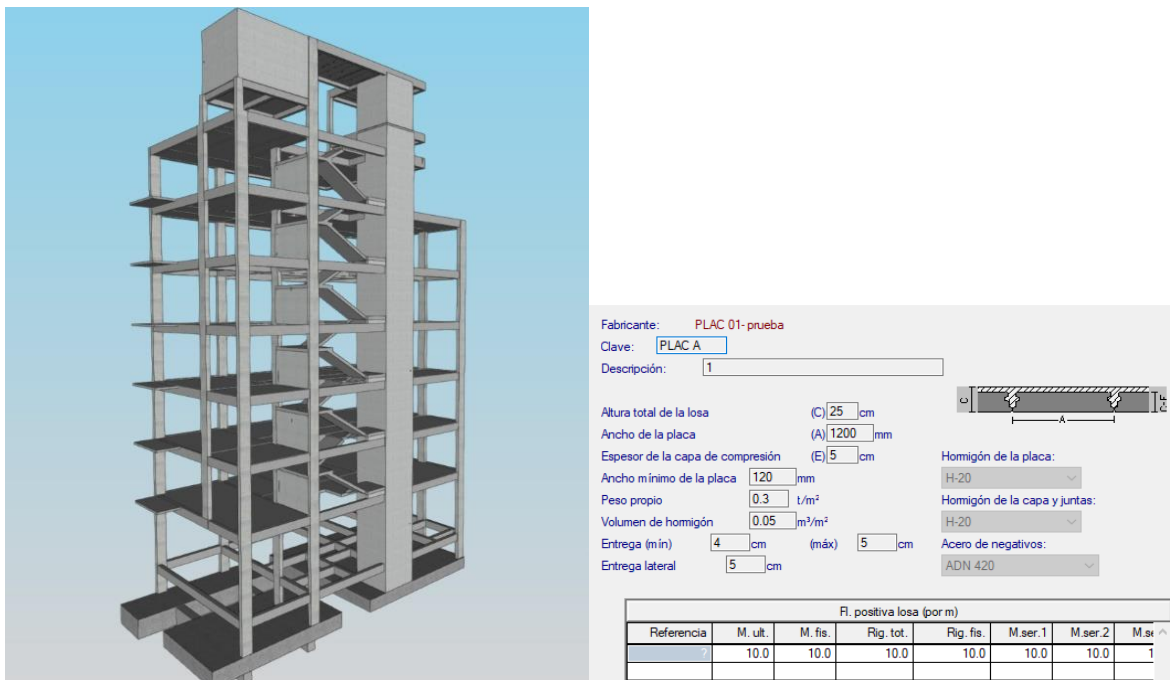 Fabricante: PLAC 01- prueba
Clave: PLAC A
Descripción: 1
Altura total de la losa (C) 25 cm
Ancho de la placa (A) 1200 mm
Espesor de la capa de compresión (E) 5 cm
Ancho mínimo de la placa 120 mm
Peso propio 0.3 t/m²
Volumen de hormigón 0.05 m³/m²
Entrega (mín) 4 cm (máx) 5 cm
Entrega lateral 5 cm
C
A
Hormigón de la placa:
H-20
Hormigón de la capa y juntas:
H-20
Acero de negativos:
ADN 420
Fl. positiva losa (por m)
Referencia M. ult. M. fis. Rig. tot. Rig. fis. M.ser.1 M.ser.2
? 10.0 10.0 10.0 10.0 10.0 10.0